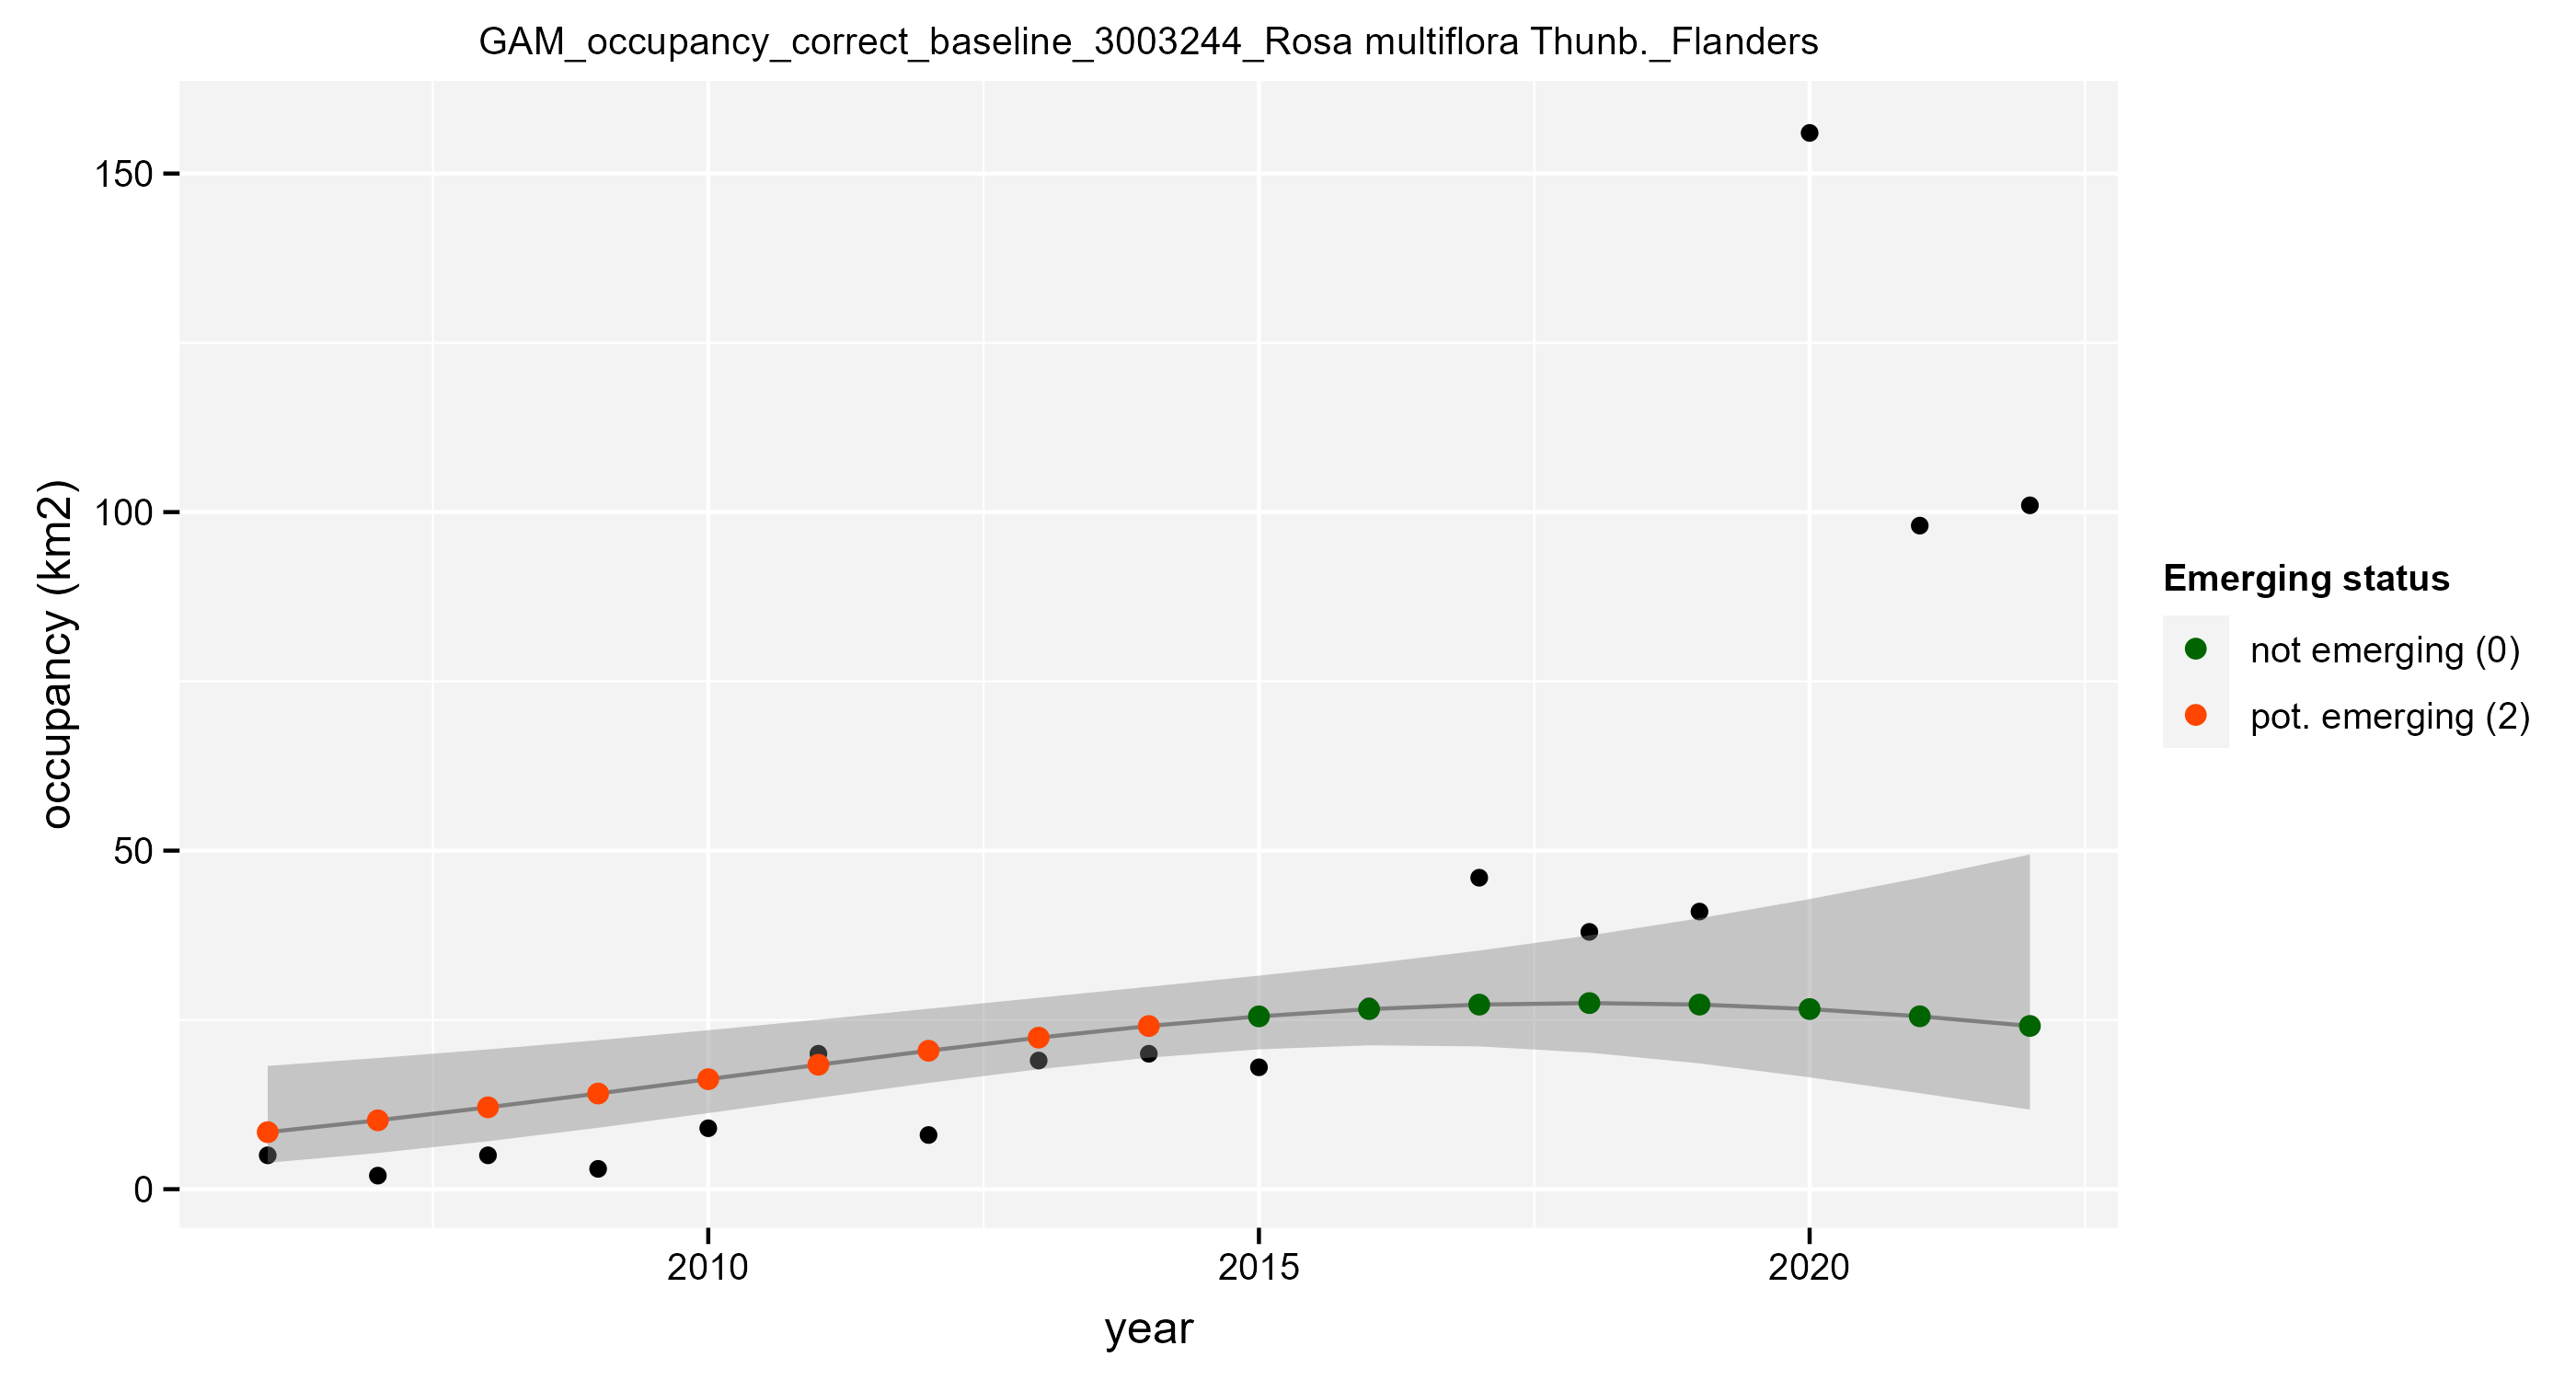 GAM_occupancy_correct_baseline_3003244_Rosa multiflora Thunb._Flanders
occupancy (km2)
150
100
50
0
2010
2015
2020
year
Emerging status
not emerging (0)
pot. emerging (2)